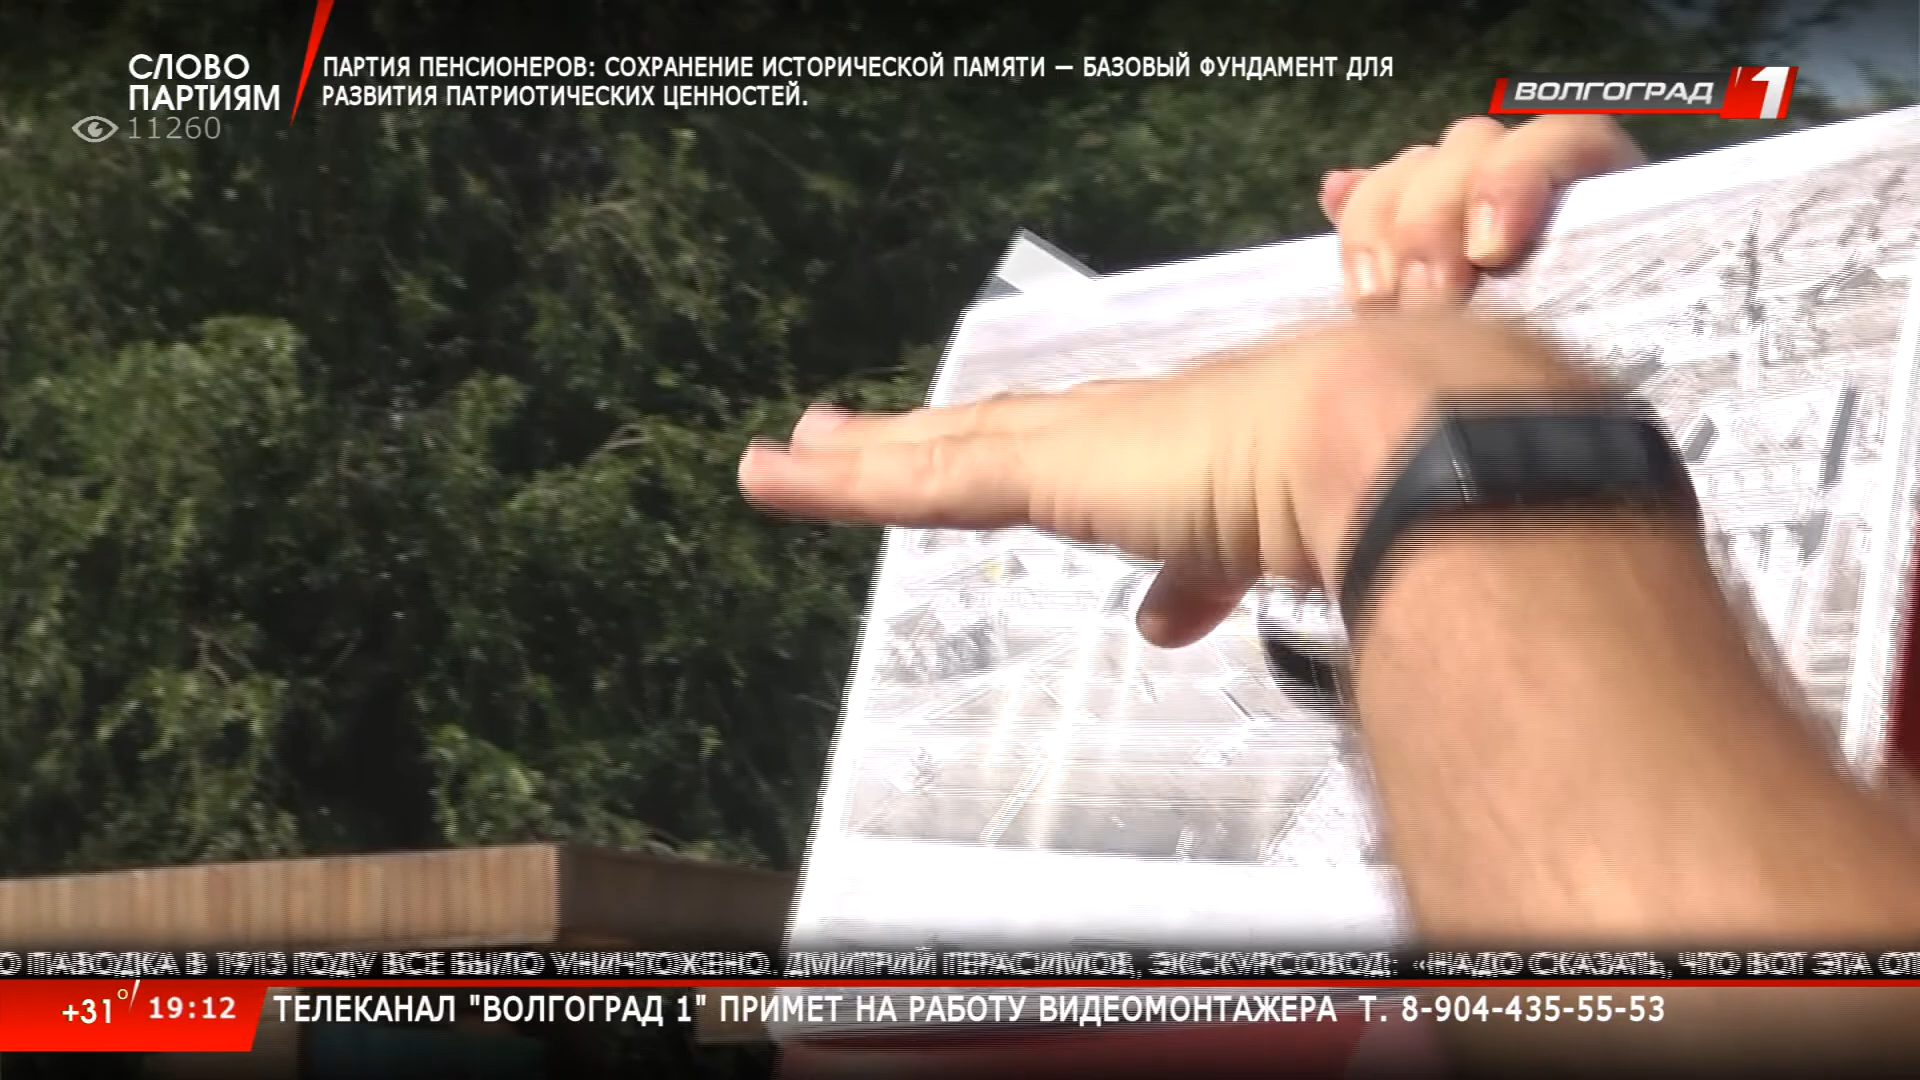 СЛОВО
ПАРТИЯМ
11260
ПАРТИЯ ПЕНСИОНЕРОВ: СОХРАНЕНИЕ ИСТОРИЧЕСКОЙ ПАМЯТИ — БАЗОВЫЙ ФУНДАМЕНТ ДЛЯ
РАЗВИТИЯ ПАТРИОТИЧЕСКИХ ЦЕННОСТЕЙ.
ВОЛГОГРАД 1
О ПАВОДКА В 1913 ГОДУ ВСЕ БЫЛО УНИЧТОЖЕНО. ДМИТРИЙ ГЕРАСИМОВ, ЭКСКУРСОВОД: «НАДО СКАЗАТЬ, ЧТО ВОТ ЭТА ОП
+31° 19:12 ТЕЛЕКАНАЛ "ВОЛГОГРАД 1" ПРИМЕТ НА РАБОТУ ВИДЕОМОНТАЖЕРА Т. 8-904-435-55-53